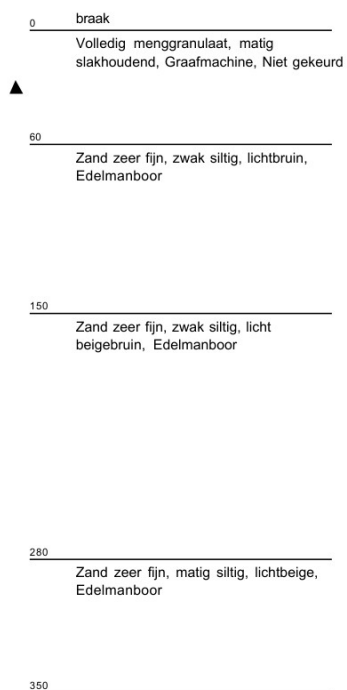 0 braak
Volledig menggranulaat, matig
slakhoudend, Graafmachine, Niet gekeurd
60
Zand zeer fijn, zwak siltig, lichtbruin,
Edelmanboor
150
Zand zeer fijn, zwak siltig, licht
beigebruin, Edelmanboor
280
Zand zeer fijn, matig siltig, lichtbeige,
Edelmanboor
350